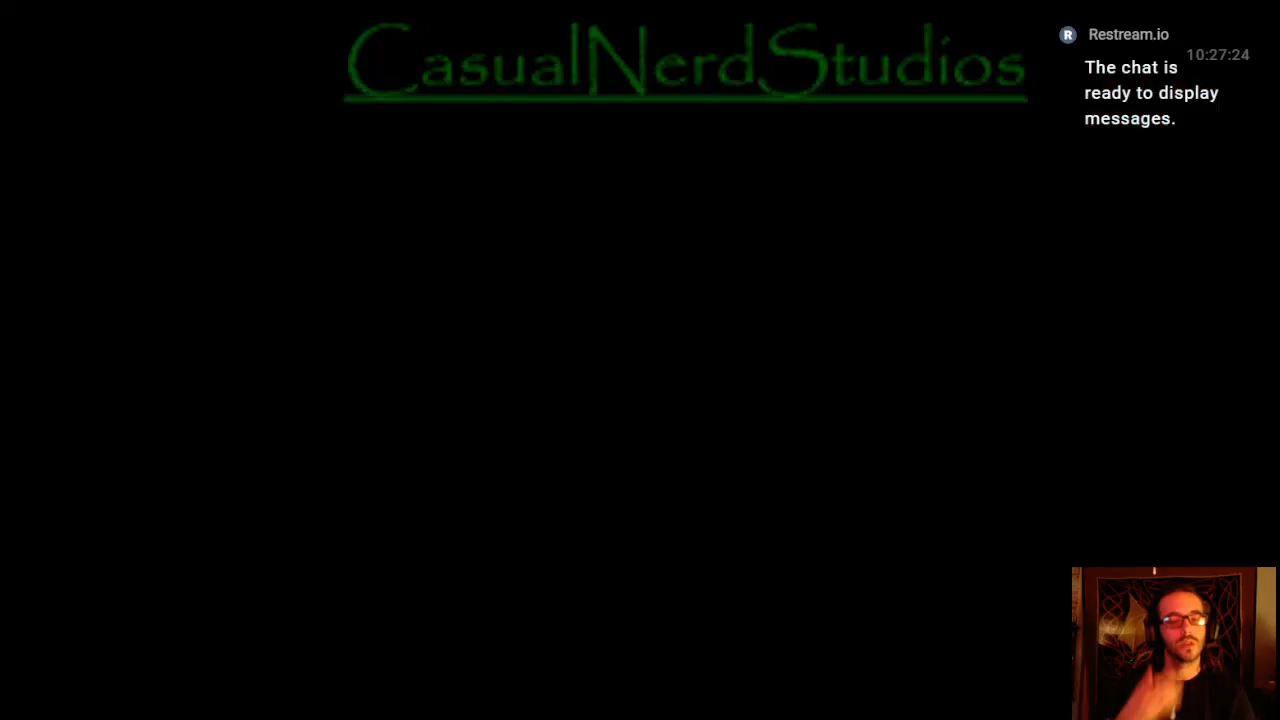 CasualNerdStudios
R Restream.io
10:27:24
The chat is
ready to display
messages.